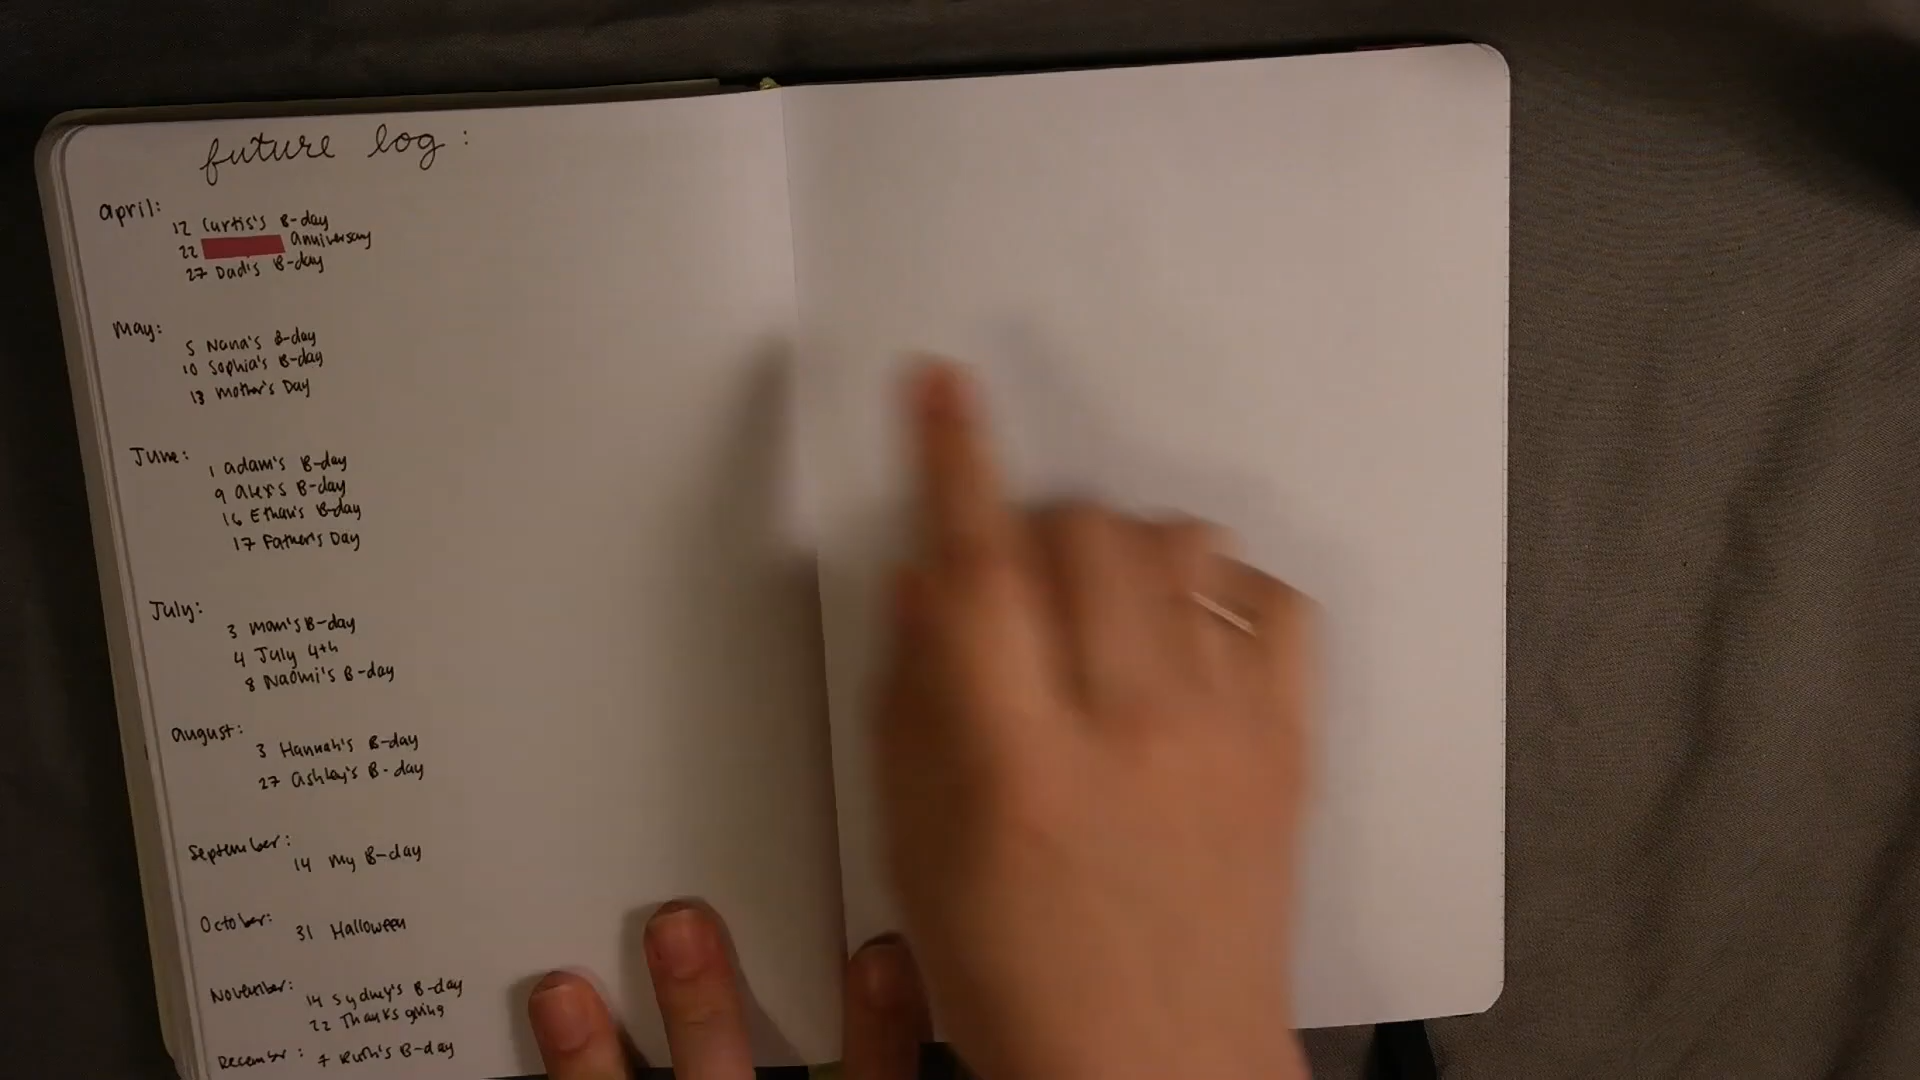 future log:
april:
12 Curtis's B-day
22 anniversary
27 Dad's B-day
May:
5 Nana's B-day
10 Sophia's B-day
13 Mother's Day
June:
1 adam's B-day
9 alex's B-day
16 Ethan's B-day
17 Father's Day
July:
3 Mom's B-day
4 July 4th
8 Naomi's B-day
august:
3 Hannah's B-day
27 ashley's B-day
September:
14 My B-day
October:
31 Halloween
November:
14 Sydney's B-day
22 Thanksgiving
December: 7 Ruth's B-day